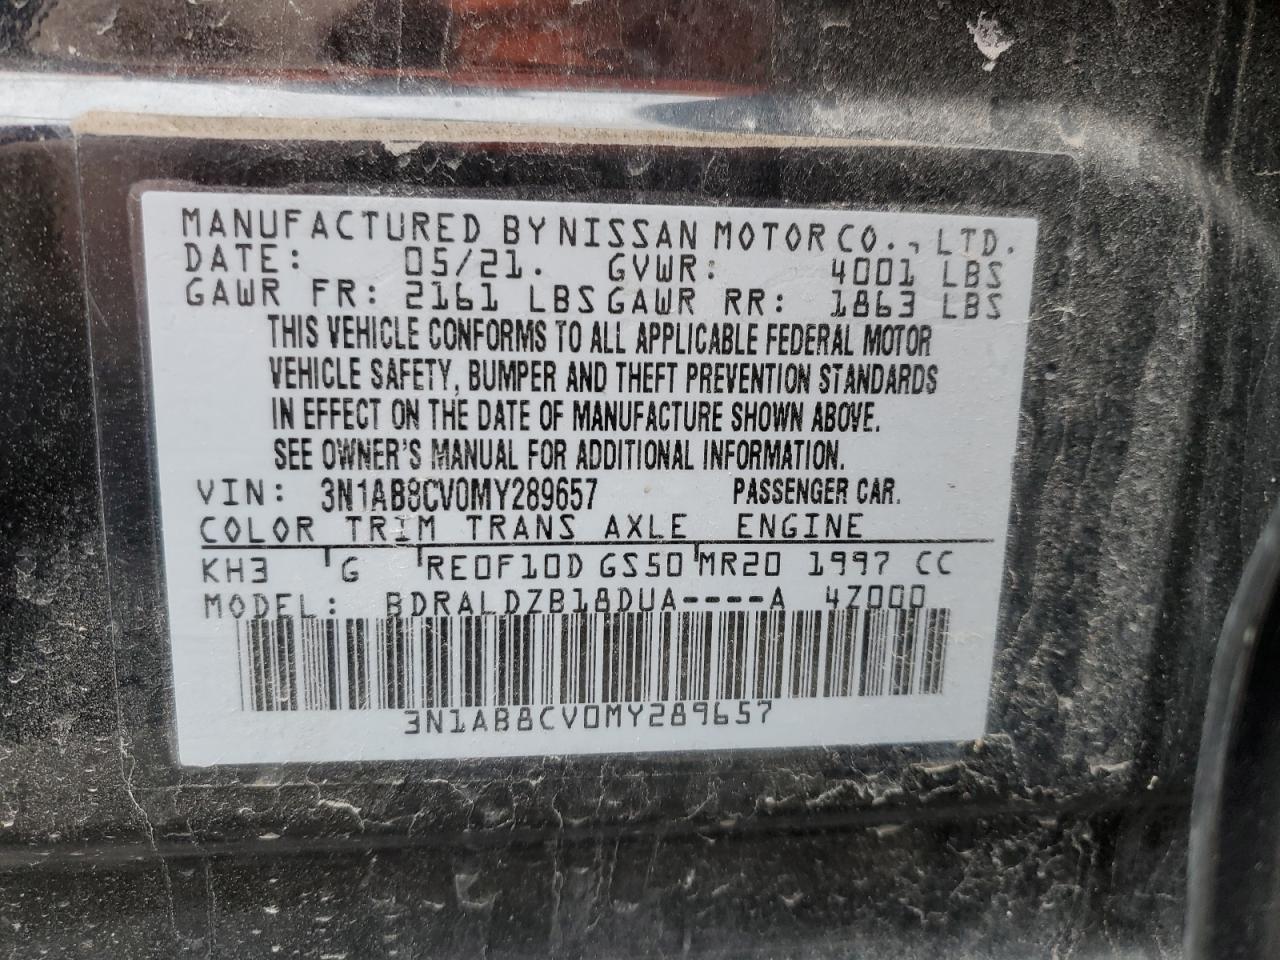 MANUFACTURED BY NISSAN MOTOR CO., LTD.
DATE: 05/21. GVWR: 4001 LBS
GAWR FR: 2161 LBS GAWR RR: 1863 LBS
THIS VEHICLE CONFORMS TO ALL APPLICABLE FEDERAL MOTOR
VEHICLE SAFETY, BUMPER AND THEFT PREVENTION STANDARDS
IN EFFECT ON THE DATE OF MANUFACTURE SHOWN ABOVE.
SEE OWNER'S MANUAL FOR ADDITIONAL INFORMATION.
VIN: 3N1AB8CV0MY289657 PASSENGER CAR.
COLOR TRIM TRANS AXLE ENGINE
KH3 G RE0F10D GS50 MR20 1997 CC
MODEL: BDRALDZB18DUA----A 4Z000
3N1AB8CV0MY289657